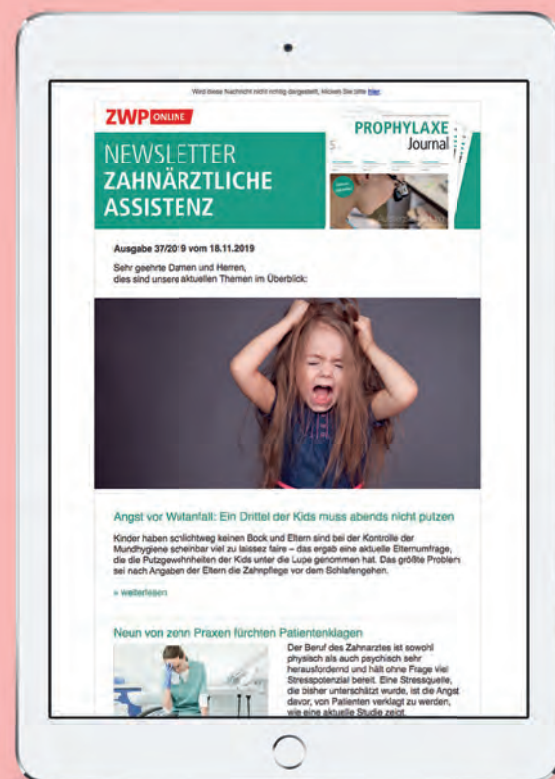 Wird diese Nachricht nicht richtig dargestellt, klicken Sie bitte hier.
ZWP ONLINE
NEWSLETTER
ZAHNÄRZTLICHE
ASSISTENZ
PROPHYLAXE
Journal
Ausgabe 37/2019 vom 18.11.2019
Sehr geehrte Damen und Herren,
dies sind unsere aktuellen Themen im Überblick:
Angst vor Wutanfall: Ein Drittel der Kids muss abends nicht putzen
Kinder haben schlichtweg keinen Bock und Eltern sind bei der Kontrolle der
Mundhygiene scheinbar viel zu laissez faire – das ergab eine aktuelle Elternumfrage,
die die Putzgewohnheiten der Kids unter die Lupe genommen hat. Das größte Problem
sei nach Angaben der Eltern die Zahnpflege vor dem Schlafengehen.
» weiterlesen
Neun von zehn Praxen fürchten Patientenklagen
Der Beruf des Zahnarztes ist sowohl
physisch als auch psychisch sehr
herausfordernd und hält ohne Frage viel
Stresspotenzial bereit. Eine Stressquelle,
die bisher unterschätzt wurde, ist die Angst
davor, von Patienten verklagt zu werden,
wie eine aktuelle Studie zeigt.